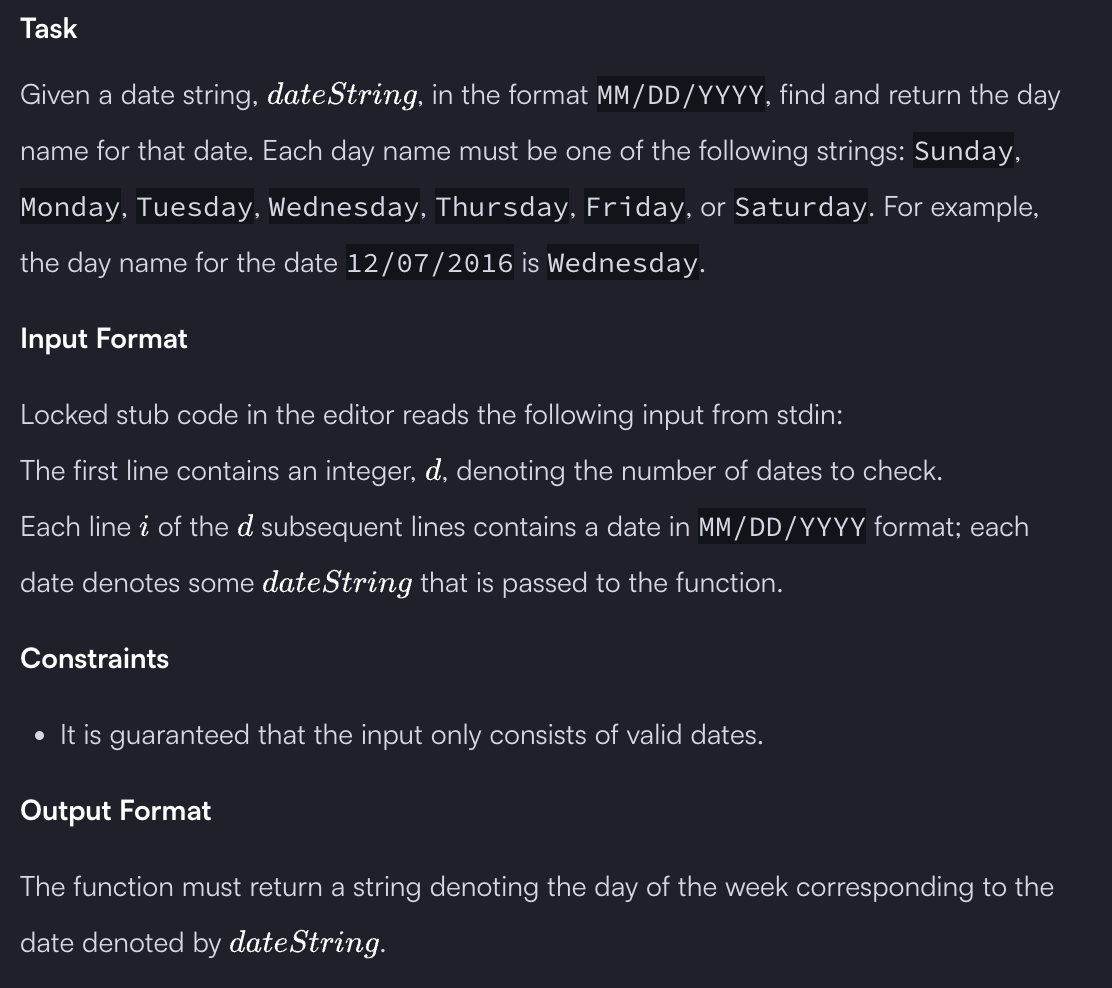 Task
Given a date string, dateString, in the format MM/DD/YYYY, find and return the day
name for that date. Each day name must be one of the following strings: Sunday,
Monday, Tuesday, Wednesday, Thursday, Friday, or Saturday. For example,
the day name for the date 12/07/2016 is Wednesday.
Input Format
Locked stub code in the editor reads the following input from stdin:
The first line contains an integer, d, denoting the number of dates to check.
Each line i of the d subsequent lines contains a date in MM/DD/YYYY format; each
date denotes some dateString that is passed to the function.
Constraints
• It is guaranteed that the input only consists of valid dates.
Output Format
The function must return a string denoting the day of the week corresponding to the
date denoted by dateString.